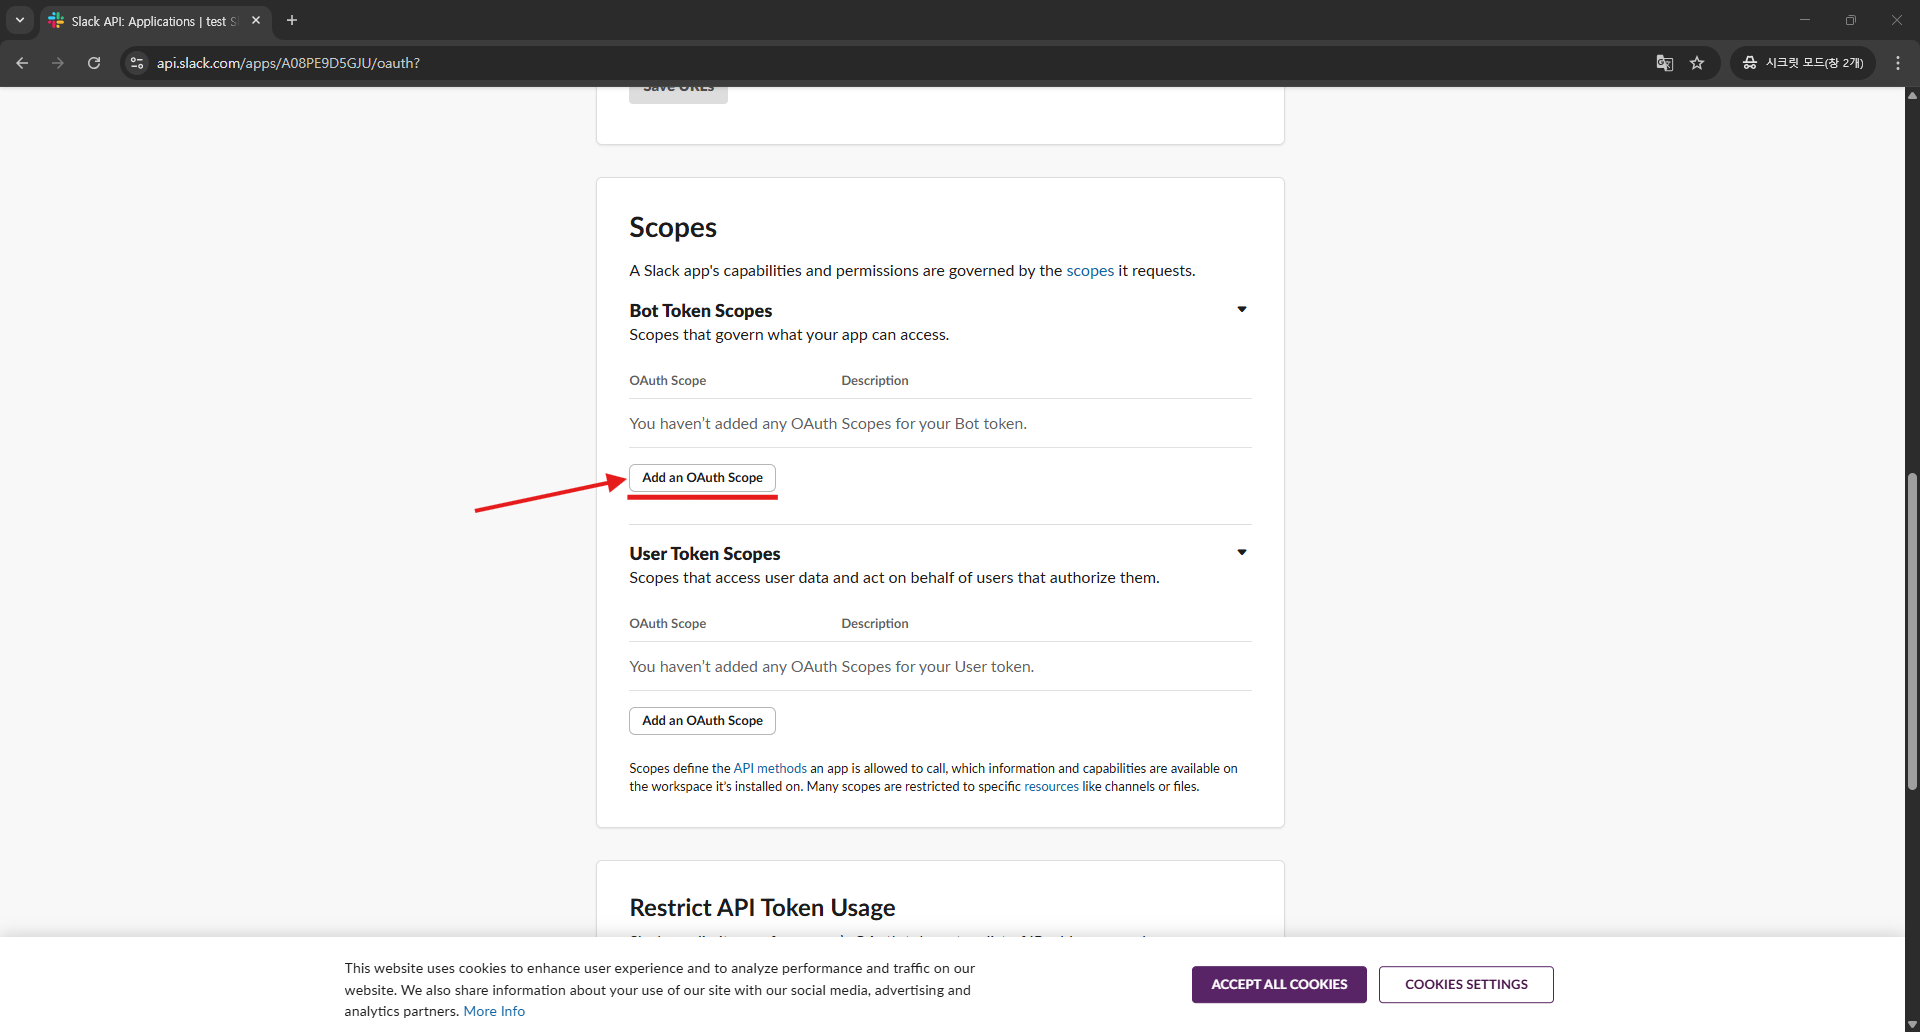 Slack API: Applications | test S
api.slack.com/apps/A08PE9D5GJU/oauth?
시크릿 모드(창 2개)
Save URLs
Scopes
A Slack app's capabilities and permissions are governed by the scopes it requests.
Bot Token Scopes
Scopes that govern what your app can access.
OAuth Scope Description
You haven’t added any OAuth Scopes for your Bot token.
Add an OAuth Scope
User Token Scopes
Scopes that access user data and act on behalf of users that authorize them.
OAuth Scope Description
You haven’t added any OAuth Scopes for your User token.
Add an OAuth Scope
Scopes define the API methods an app is allowed to call, which information and capabilities are available on
the workspace it’s installed on. Many scopes are restricted to specific resources like channels or files.
Restrict API Token Usage
This website uses cookies to enhance user experience and to analyze performance and traffic on our
website. We also share information about your use of our site with our social media, advertising and
analytics partners. More Info
ACCEPT ALL COOKIES
COOKIES SETTINGS